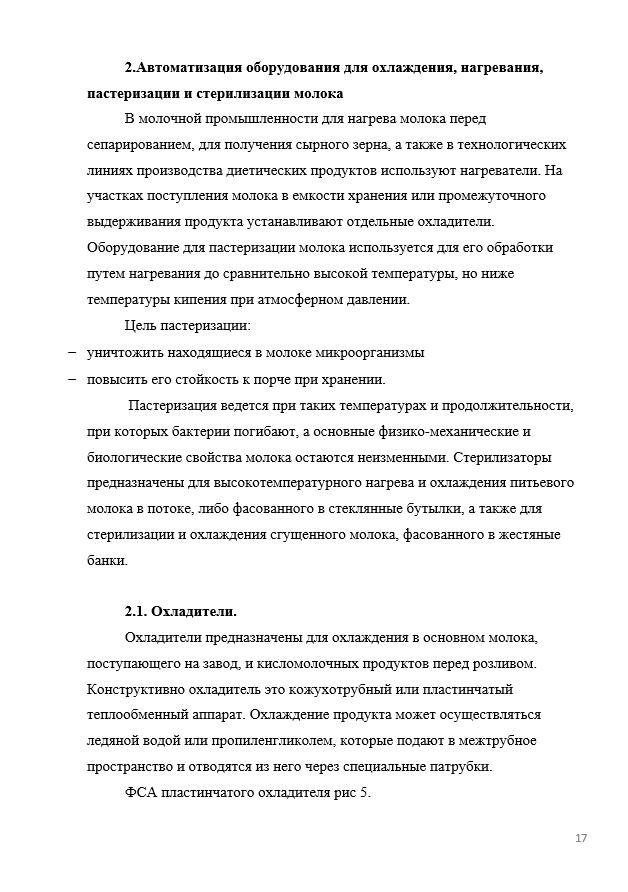 2.Автоматизация оборудования для охлаждения, нагревания,
пастеризации и стерилизации молока
В молочной промышленности для нагрева молока перед
сепарированием, для получения сырного зерна, а также в технологических
линиях производства диетических продуктов используют нагреватели. На
участках поступления молока в емкости хранения или промежуточного
выдерживания продукта устанавливают отдельные охладители.
Оборудование для пастеризации молока используется для его обработки
путем нагревания до сравнительно высокой температуры, но ниже
температуры кипения при атмосферном давлении.
Цель пастеризации:
– уничтожить находящиеся в молоке микроорганизмы
– повысить его стойкость к порче при хранении.
Пастеризация ведется при таких температурах и продолжительности,
при которых бактерии погибают, а основные физико-механические и
биологические свойства молока остаются неизменными. Стерилизаторы
предназначены для высокотемпературного нагрева и охлаждения питьевого
молока в потоке, либо фасованного в стеклянные бутылки, а также для
стерилизации и охлаждения сгущенного молока, фасованного в жестяные
банки.
2.1. Охладители.
Охладители предназначены для охлаждения в основном молока,
поступающего на завод, и кисломолочных продуктов перед розливом.
Конструктивно охладитель это кожухотрубный или пластинчатый
теплообменный аппарат. Охлаждение продукта может осуществляться
ледяной водой или пропиленгликолем, которые подают в межтрубное
пространство и отводятся из него через специальные патрубки.
ФСА пластинчатого охладителя рис 5.
17